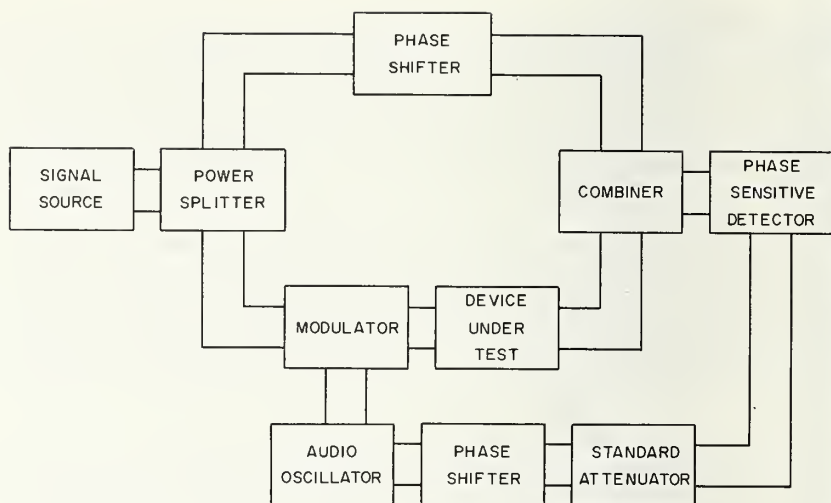 PHASE
SHIFTER
SIGNAL
SOURCE
POWER
SPLITTER
COMBINER
PHASE
SENSITIVE
DETECTOR
MODULATOR
DEVICE
UNDER
TEST
AUDIO
OSCILLATOR
PHASE
SHIFTER
STANDARD
ATTENUATOR